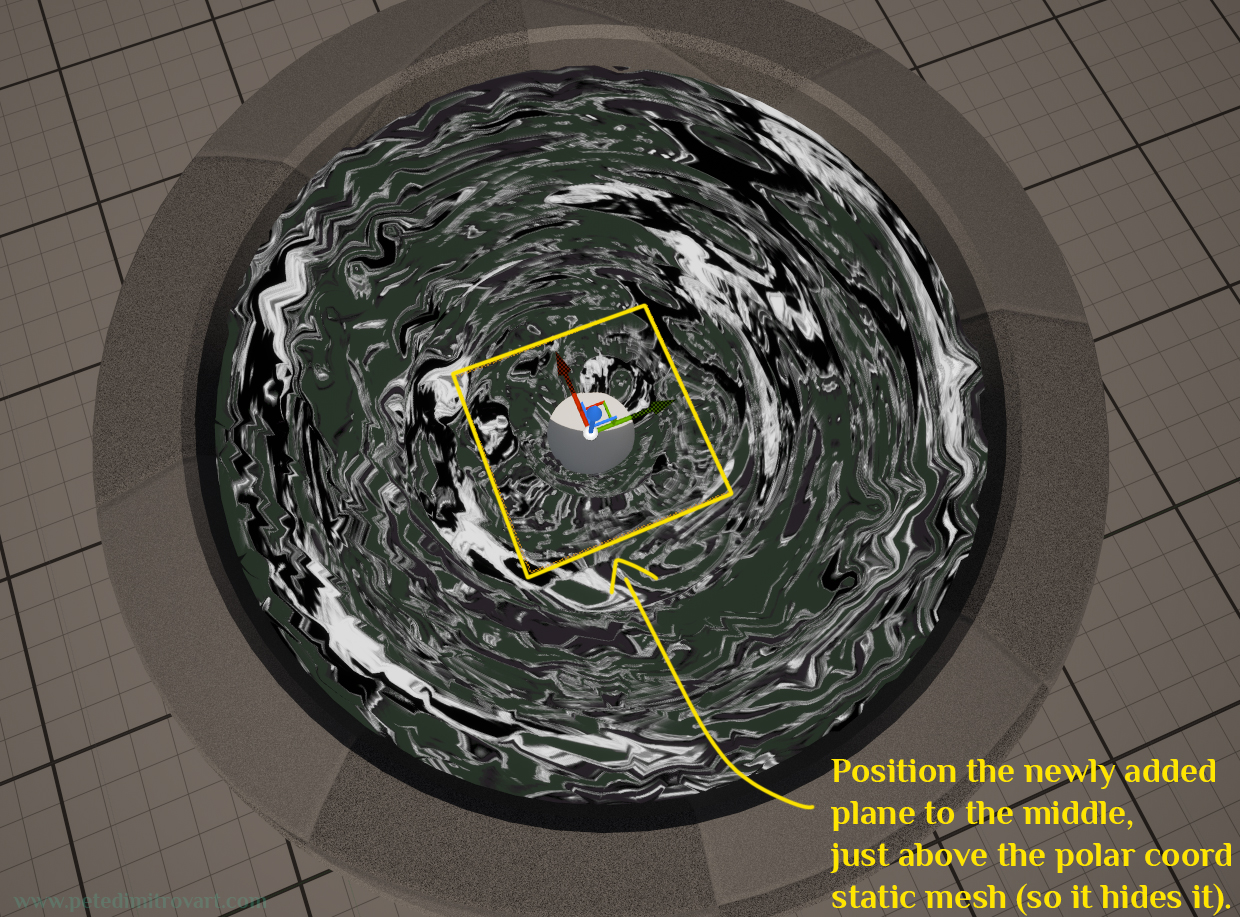 Position the newly added
plane to the middle,
just above the polar coord
static mesh (so it hides it).
www.petedimitrovart.com